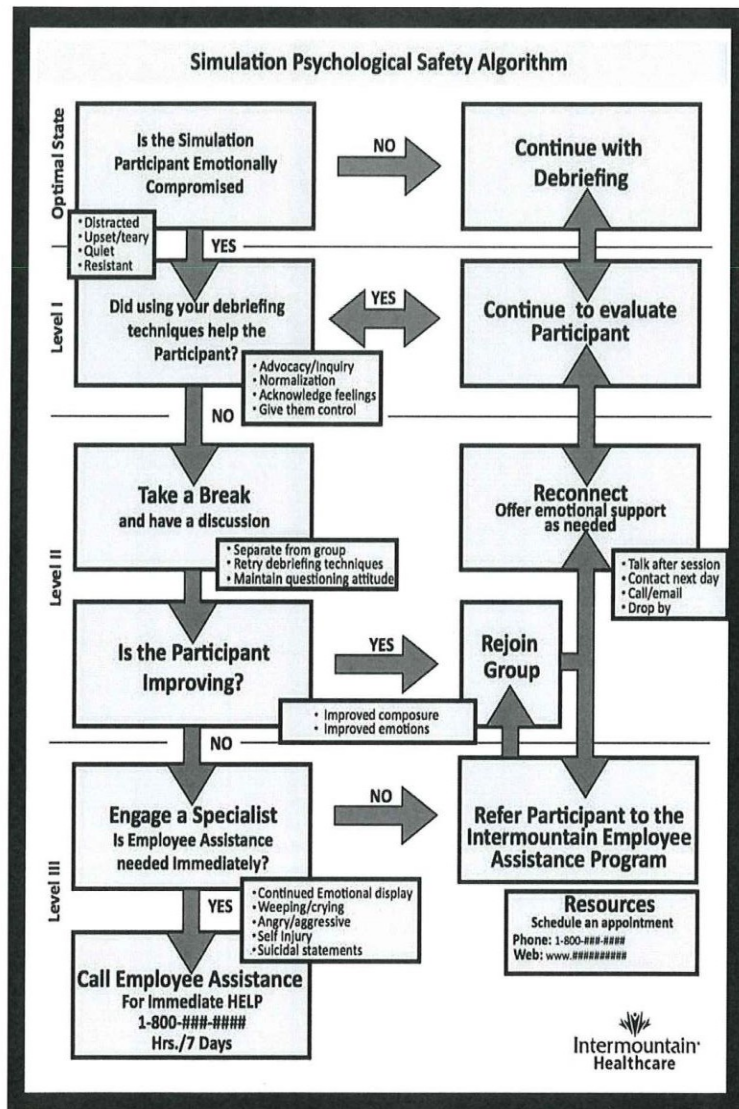 Simulation Psychological Safety Algorithm
Optimal State
Is the Simulation
Participant Emotionally
Compromised
NO
Continue with
Debriefing
• Distracted
• Upset/teary
• Quiet
• Resistant
YES
Level I
Did using your debriefing
techniques help the
Participant?
YES
Continue to evaluate
Participant
• Advocacy/Inquiry
• Normalization
• Acknowledge feelings
• Give them control
NO
Level II
Take a Break
and have a discussion
Reconnect
Offer emotional support
as needed
• Separate from group
• Retry debriefing techniques
• Maintain questioning attitude
• Talk after session
• Contact next day
• Call/email
• Drop by
Is the Participant
Improving?
YES
Rejoin
Group
• Improved composure
• Improved emotions
NO
Level III
Engage a Specialist
Is Employee Assistance
needed Immediately?
NO
Refer Participant to the
Intermountain Employee
Assistance Program
YES
• Continued Emotional display
• Weeping/crying
• Angry/aggressive
• Self Injury
• Suicidal statements
Resources
Schedule an appointment
Phone: 1-800-###-####
Web: www.##########
Call Employee Assistance
For Immediate HELP
1-800-###-####
Hrs./7 Days
Intermountain·
Healthcare